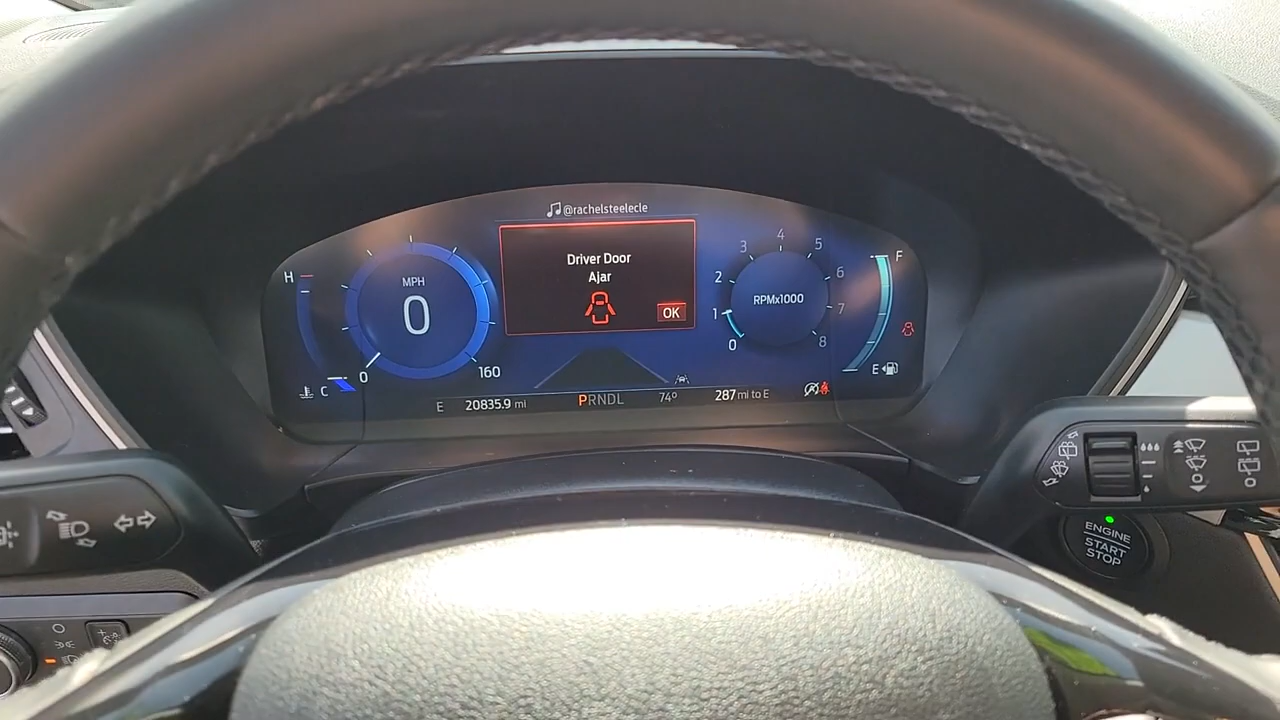 @rachelsteelecle
Driver Door
Ajar
OK
H
C
MPH
0
0
160
0
1
2
3
4
5
6
7
8
RPMx1000
F
E
E
20835.9 mi
PRNDL
74°
287 mi to E
ENGINE
START
STOP